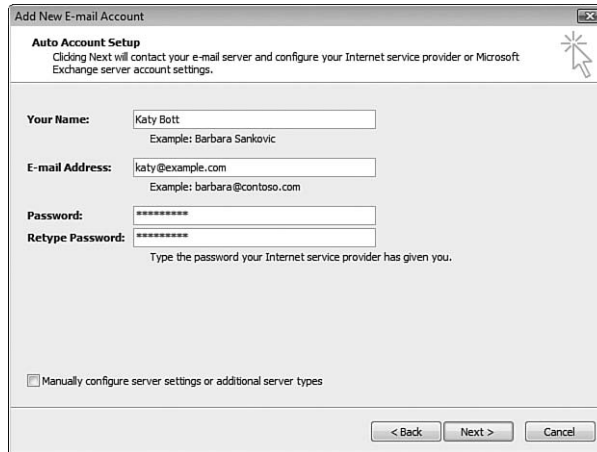 Add New E-mail Account
Auto Account Setup
Clicking Next will contact your e-mail server and configure your Internet service provider or Microsoft
Exchange server account settings.
Your Name: Katy Bott
Example: Barbara Sankovic
E-mail Address: katy@example.com
Example: barbara@contoso.com
Password: *********
Retype Password: *********
Type the password your Internet service provider has given you.
Manually configure server settings or additional server types
< Back Next > Cancel